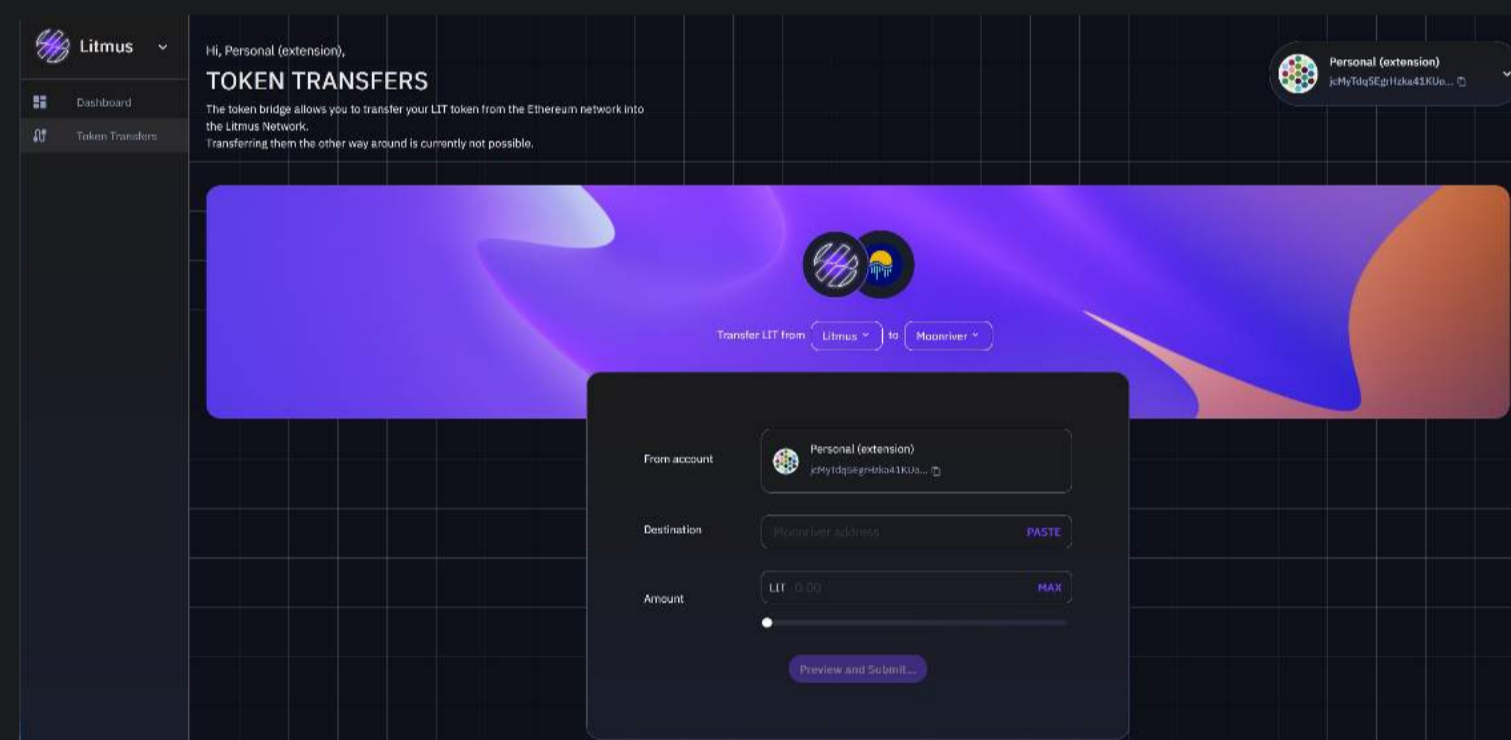 Litmus
Dashboard
Token Transfers
Hi, Personal (extension),
TOKEN TRANSFERS
The token bridge allows you to transfer your LIT token from the Ethereum network into
the Litmus Network.
Transferring them the other way around is currently not possible.
Personal (extension)
Transfer LIT from Litmus to Moonriver
From account
Personal (extension)
Destination
Moonriver address
PASTE
Amount
LIT 0.00
MAX
Preview and Submit...